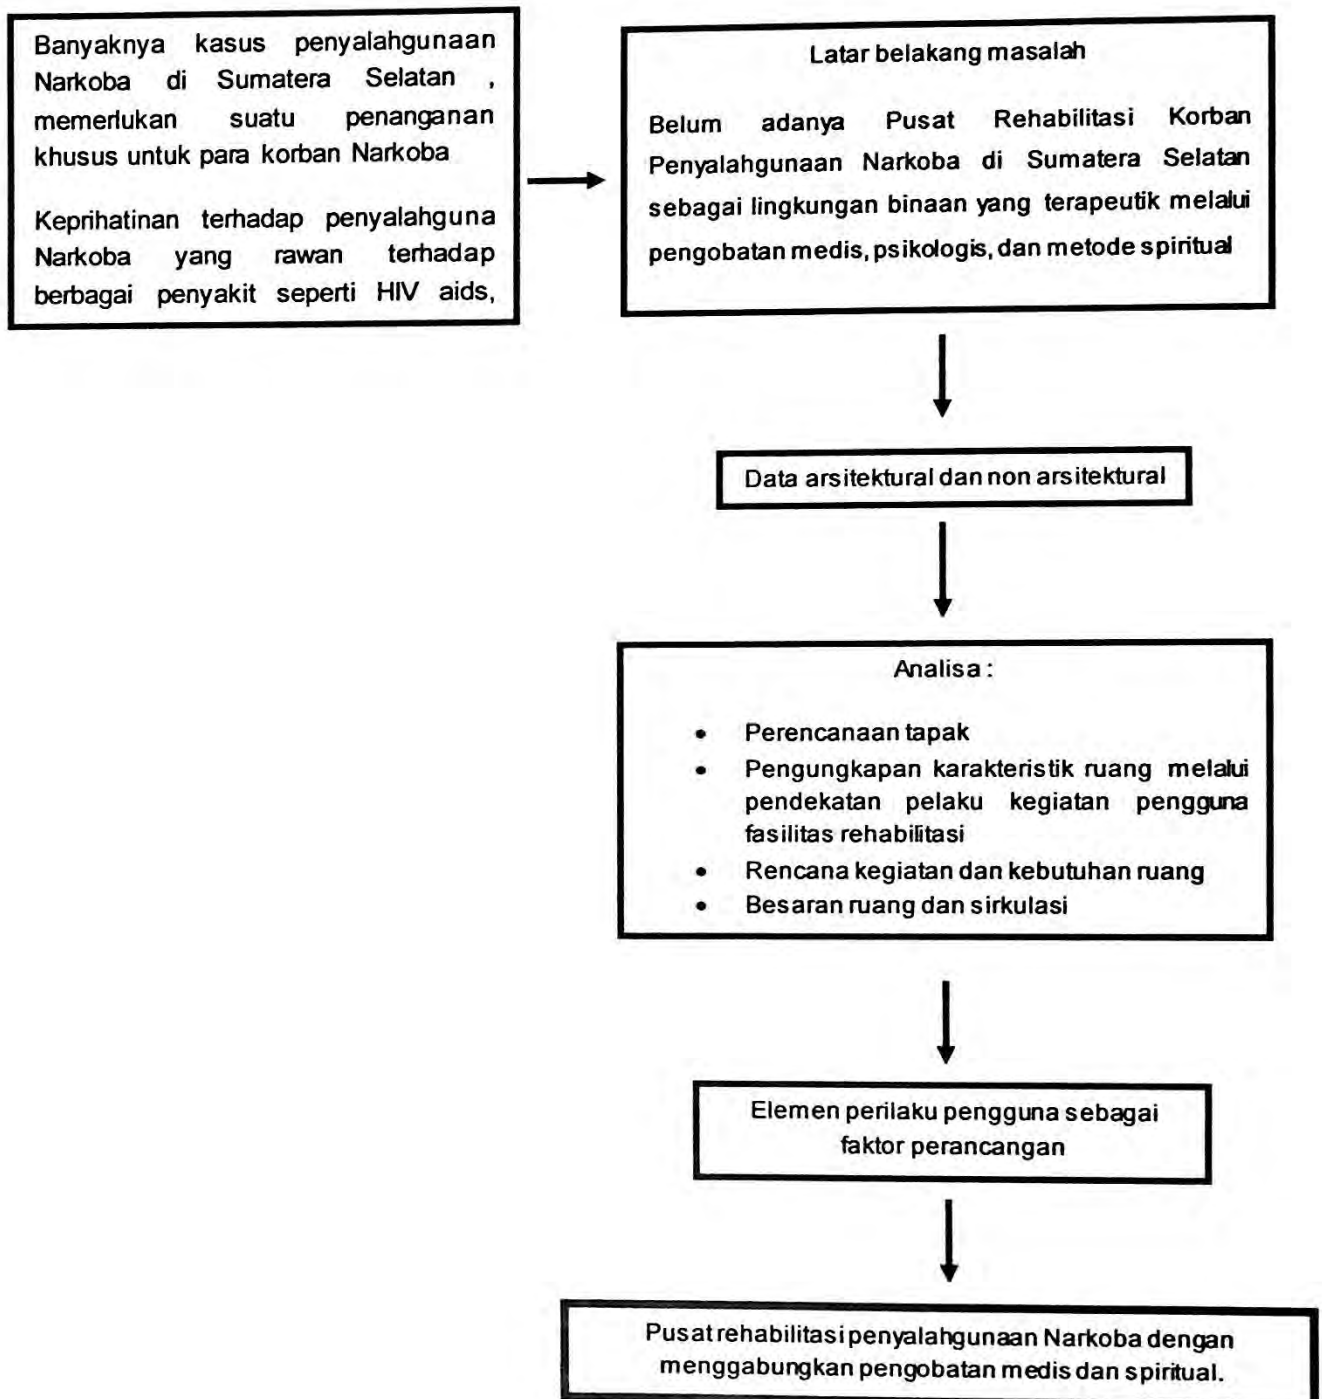 Banyaknya kasus penyalahgunaan
Narkoba di Sumatera Selatan ,
memerlukan suatu penanganan
khusus untuk para korban Narkoba
Keprihatinan terhadap penyalahguna
Narkoba yang rawan terhadap
berbagai penyakit seperti HIV aids,
Latar belakang masalah
Belum adanya Pusat Rehabilitasi Korban
Penyalahgunaan Narkoba di Sumatera Selatan
sebagai lingkungan binaan yang terapeutik melalui
pengobatan medis, psikologis, dan metode spiritual
Data arsitektural dan non arsitektural
Analisa :
• Perencanaan tapak
• Pengungkapan karakteristik ruang melalui
pendekatan pelaku kegiatan pengguna
fasilitas rehabilitasi
• Rencana kegiatan dan kebutuhan ruang
• Besaran ruang dan sirkulasi
Elemen perilaku pengguna sebagai
faktor perancangan
Pusat rehabilitasi penyalahgunaan Narkoba dengan
menggabungkan pengobatan medis dan spiritual.